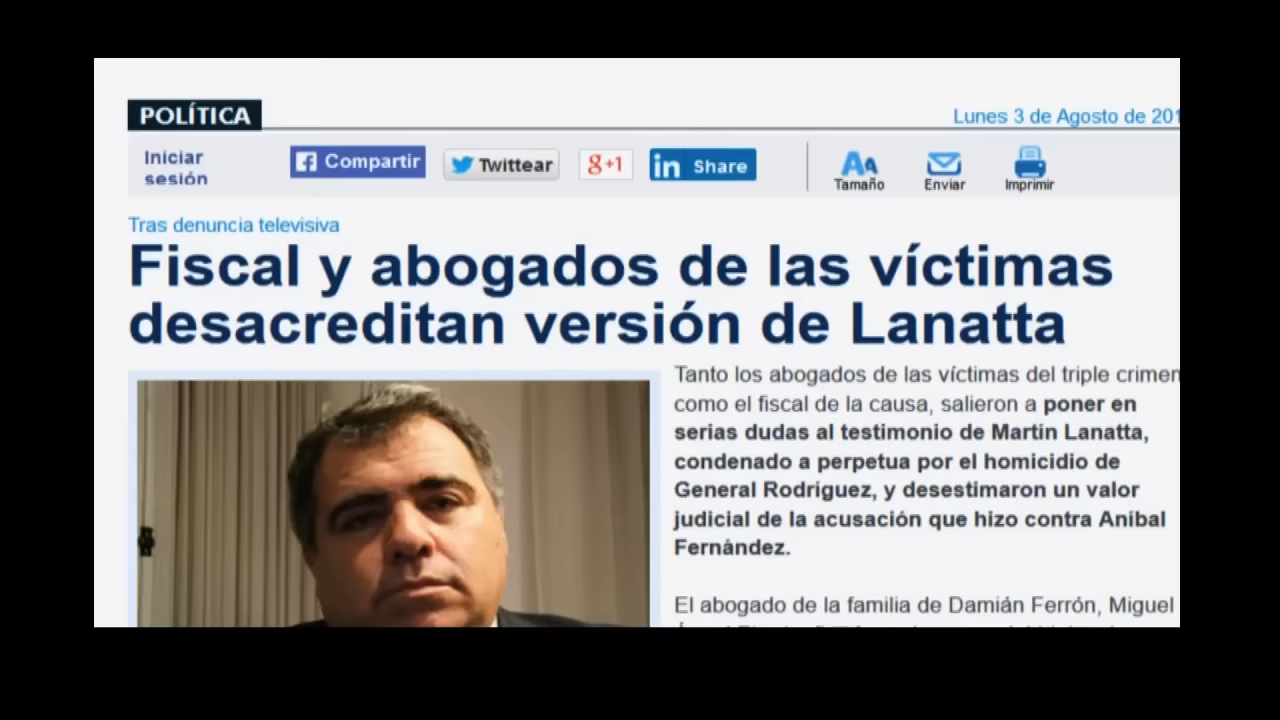 POLÍTICA
Lunes 3 de Agosto de 201
Iniciar sesión
Compartir
Twittear
g+1
in Share
Tamaño
Enviar
Imprimir
Tras denuncia televisiva
Fiscal y abogados de las víctimas
desacreditan versión de Lanatta
Tanto los abogados de las víctimas del triple crimen
como el fiscal de la causa, salieron a poner en
serias dudas al testimonio de Martín Lanatta,
condenado a perpetua por el homicidio de
General Rodríguez, y desestimaron un valor
judicial de la acusación que hizo contra Aníbal
Fernández.
El abogado de la familia de Damián Ferrón, Miguel